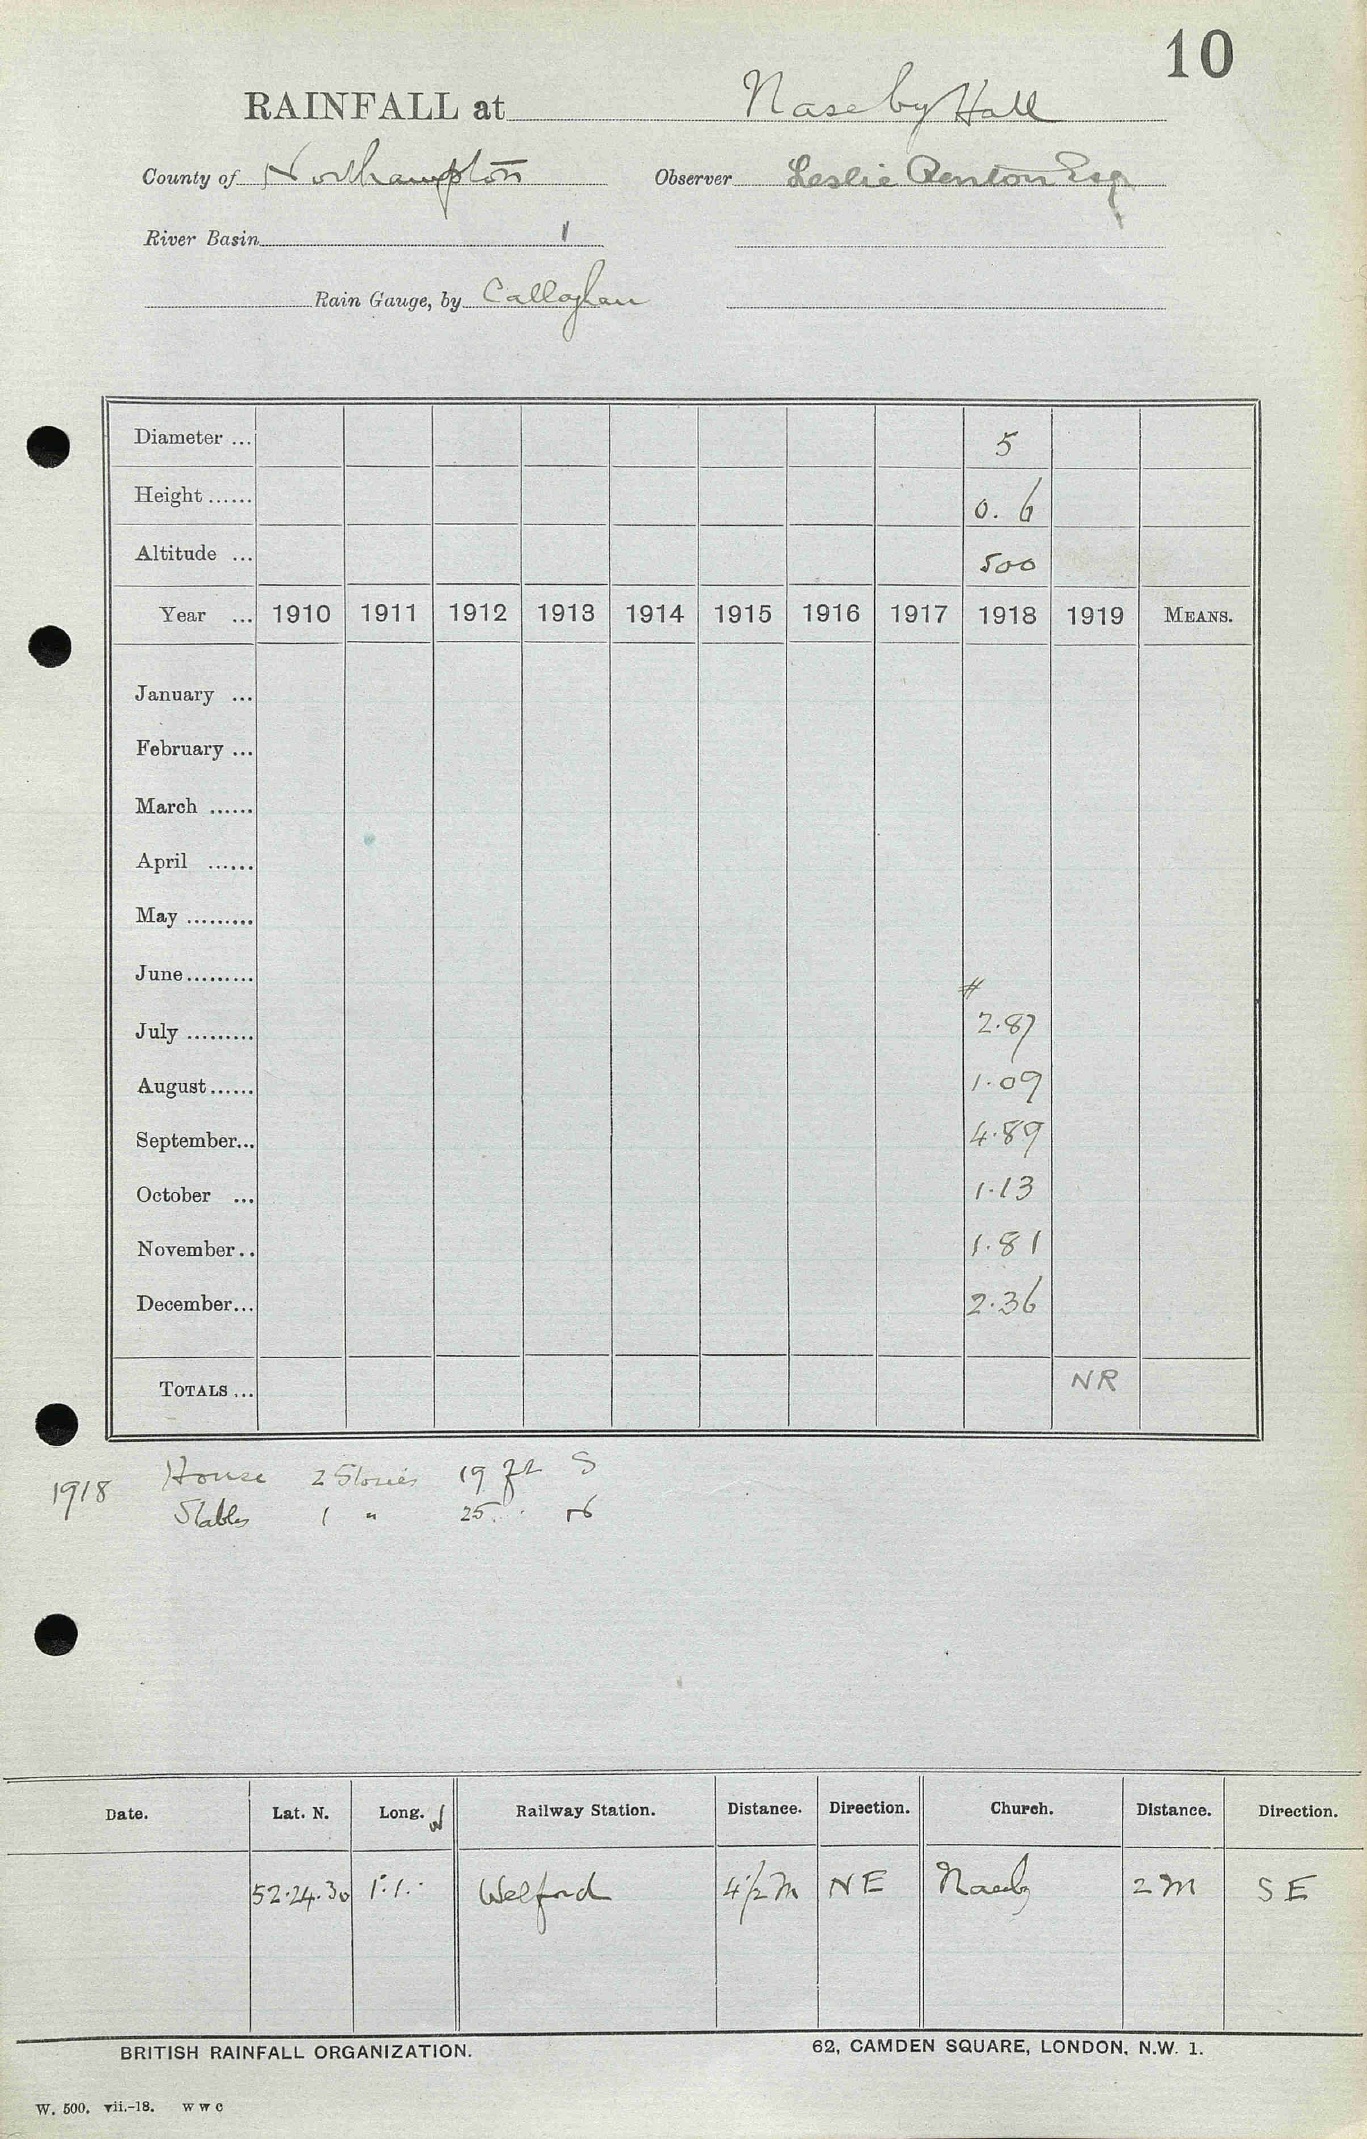 10
RAINFALL at Naseby Hall
County of Northampton Observer Leslie Renton Esq
River Basin 1
Rain Gauge, by Callaghan
Diameter ... 5
Height ...... 0. 6
Altitude ... 500
Year ... 1910 1911 1912 1913 1914 1915 1916 1917 1918 1919 MEANS.
January ...
February ...
March ......
April ......
May .........
June.........
#
July ......... 2.87
August...... 1.09
September... 4.89
October ... 1.13
November.. 1.81
December... 2.36
TOTALS ... NR
1918 House 2 Stories 19 ft S
Stables 1 " 25
Date. Lat. N. Long. W Railway Station. Distance. Direction. Church. Distance. Direction.
52.24.30 1.1. Welford 4½ M NE Naseby 2 M SE
BRITISH RAINFALL ORGANIZATION. 62, CAMDEN SQUARE, LONDON, N.W. 1.
W. 500. vii.-18. W W C